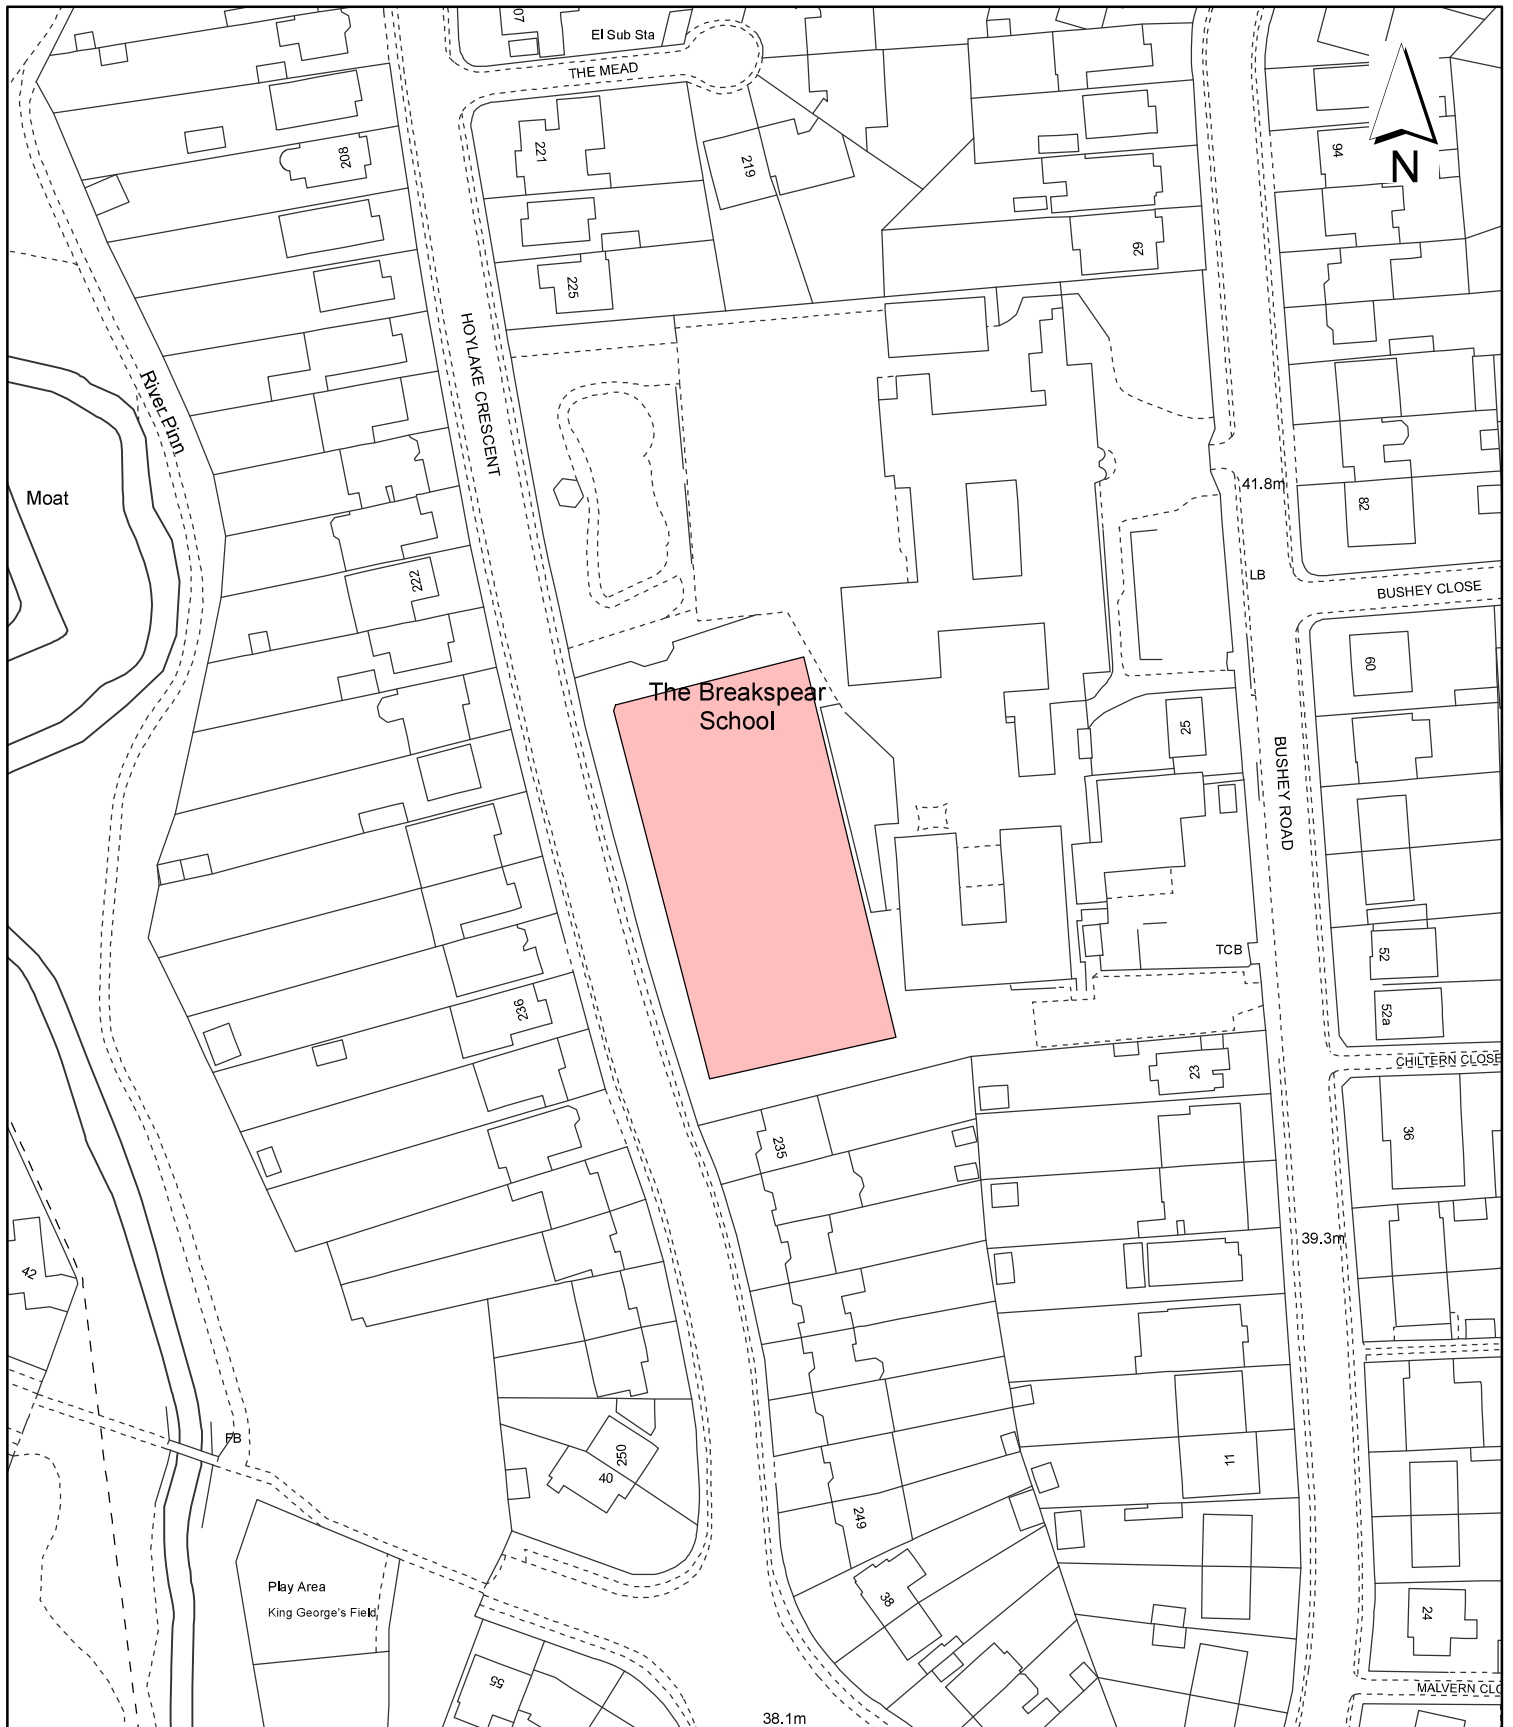 07
El Sub Sta
THE MEAD
N
94
221
208
219
29
225
HOYLAKE CRESCENT
River Pinn
Moat
41.8m
82
222
LB
BUSHEY CLOSE
60
The Breakspear
School
25
BUSHEY ROAD
TCB
52
236
52a
CHILTERN CLOSE
23
36
235
39.3m
42
FB
250
40
11
249
Play Area
King George's Field
38
24
55
MALVERN CLO
38.1m